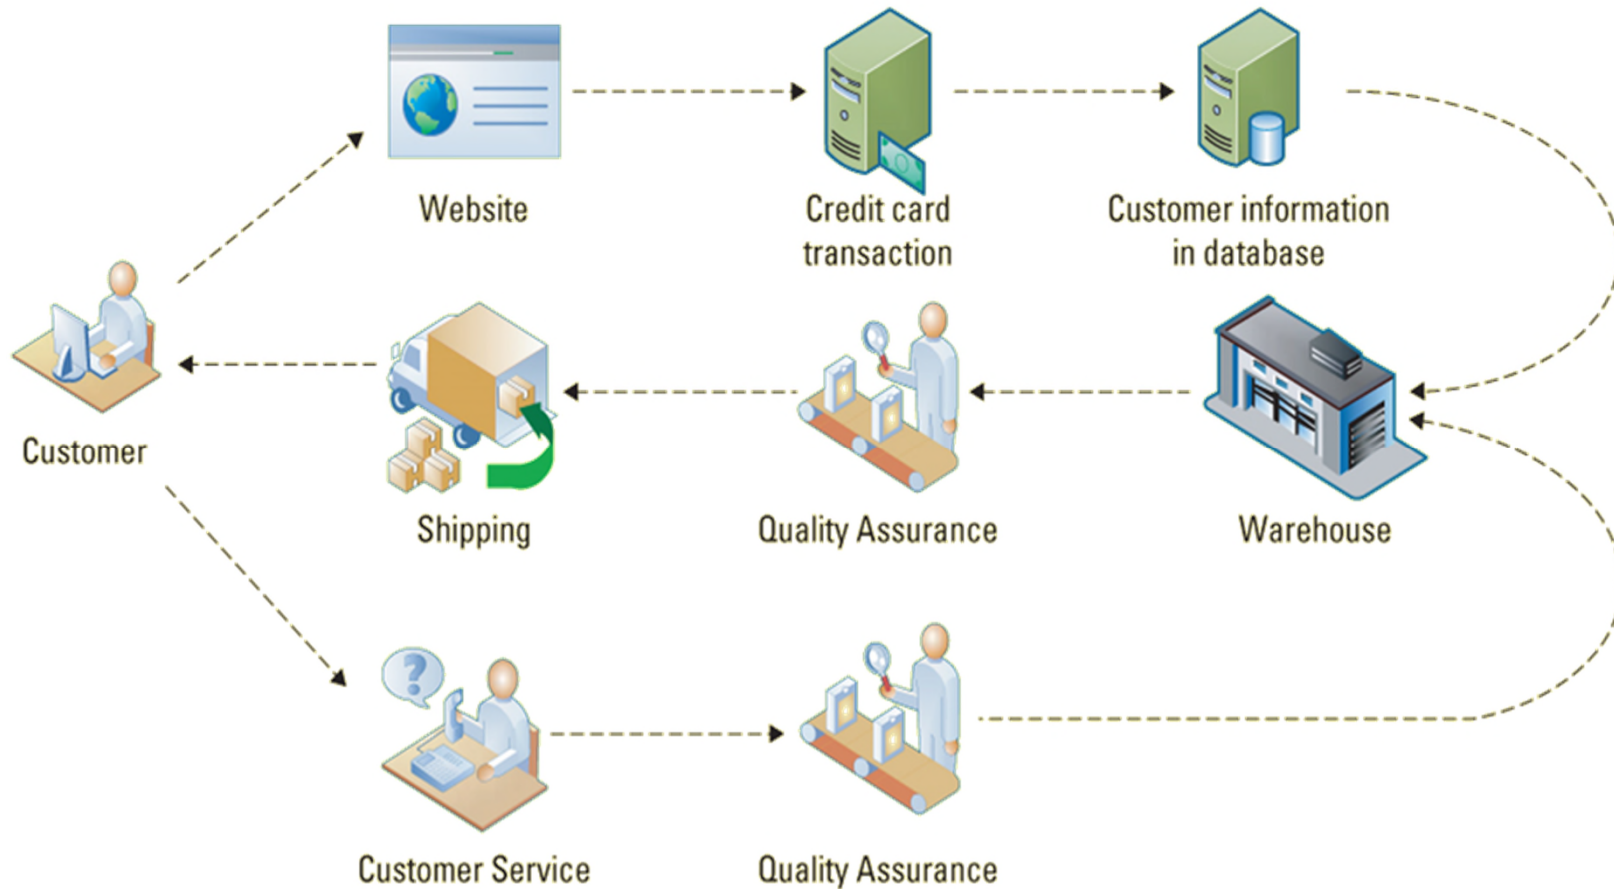 Website
Credit card
transaction
Customer information
in database
Customer
Shipping
Quality Assurance
Warehouse
?
Customer Service
Quality Assurance